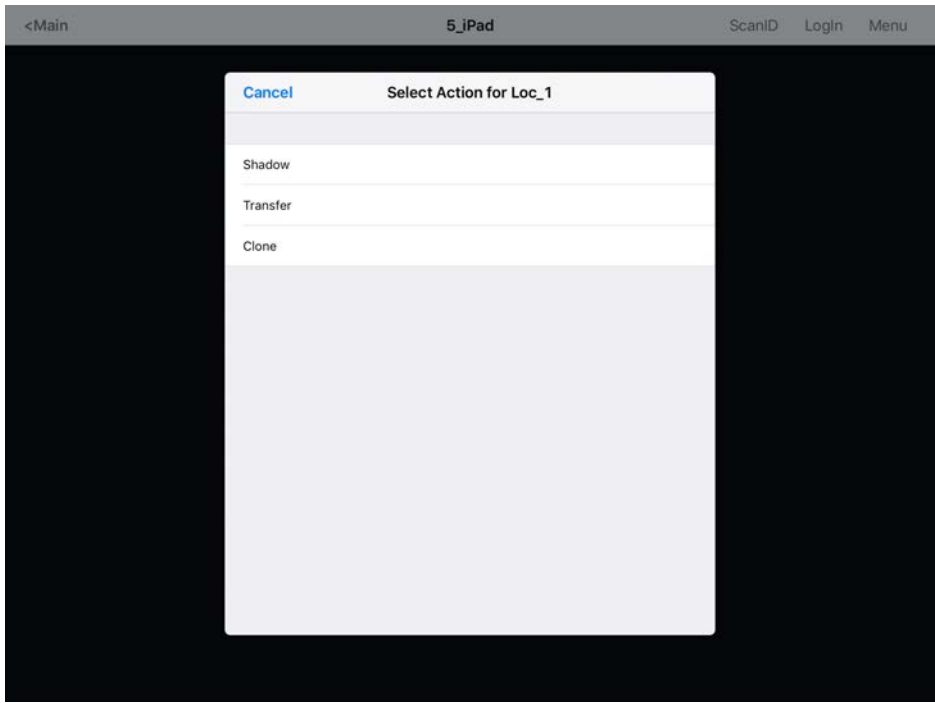 <Main 5_iPad ScanID LogIn Menu
Cancel Select Action for Loc_1
Shadow
Transfer
Clone